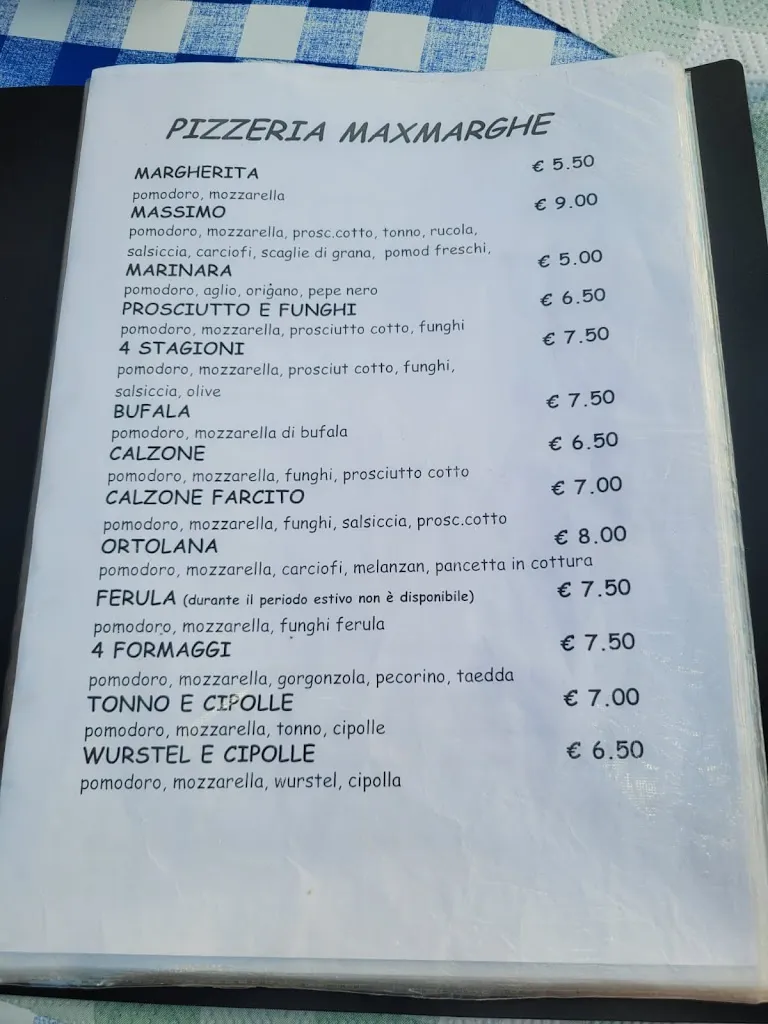 PIZZERIA MAXMARGHE
MARGHERITA € 5.50
pomodoro, mozzarella
MASSIMO € 9.00
pomodoro, mozzarella, prosc.cotto, tonno, rucola,
salsiccia, carciofi, scaglie di grana, pomod freschi,
MARINARA € 5.00
pomodoro, aglio, origano, pepe nero
PROSCIUTTO E FUNGHI € 6.50
pomodoro, mozzarella, prosciutto cotto, funghi
4 STAGIONI € 7.50
pomodoro, mozzarella, prosciut cotto, funghi,
salsiccia, olive
BUFALA € 7.50
pomodoro, mozzarella di bufala
CALZONE € 6.50
pomodoro, mozzarella, funghi, prosciutto cotto
CALZONE FARCITO € 7.00
pomodoro, mozzarella, funghi, salsiccia, prosc.cotto
ORTOLANA € 8.00
pomodoro, mozzarella, carciofi, melanzan, pancetta in cottura
FERULA (durante il periodo estivo non è disponibile) € 7.50
pomodoro, mozzarella, funghi ferula
4 FORMAGGI € 7.50
pomodoro, mozzarella, gorgonzola, pecorino, taedda
TONNO E CIPOLLE € 7.00
pomodoro, mozzarella, tonno, cipolle
WURSTEL E CIPOLLE € 6.50
pomodoro, mozzarella, wurstel, cipolla